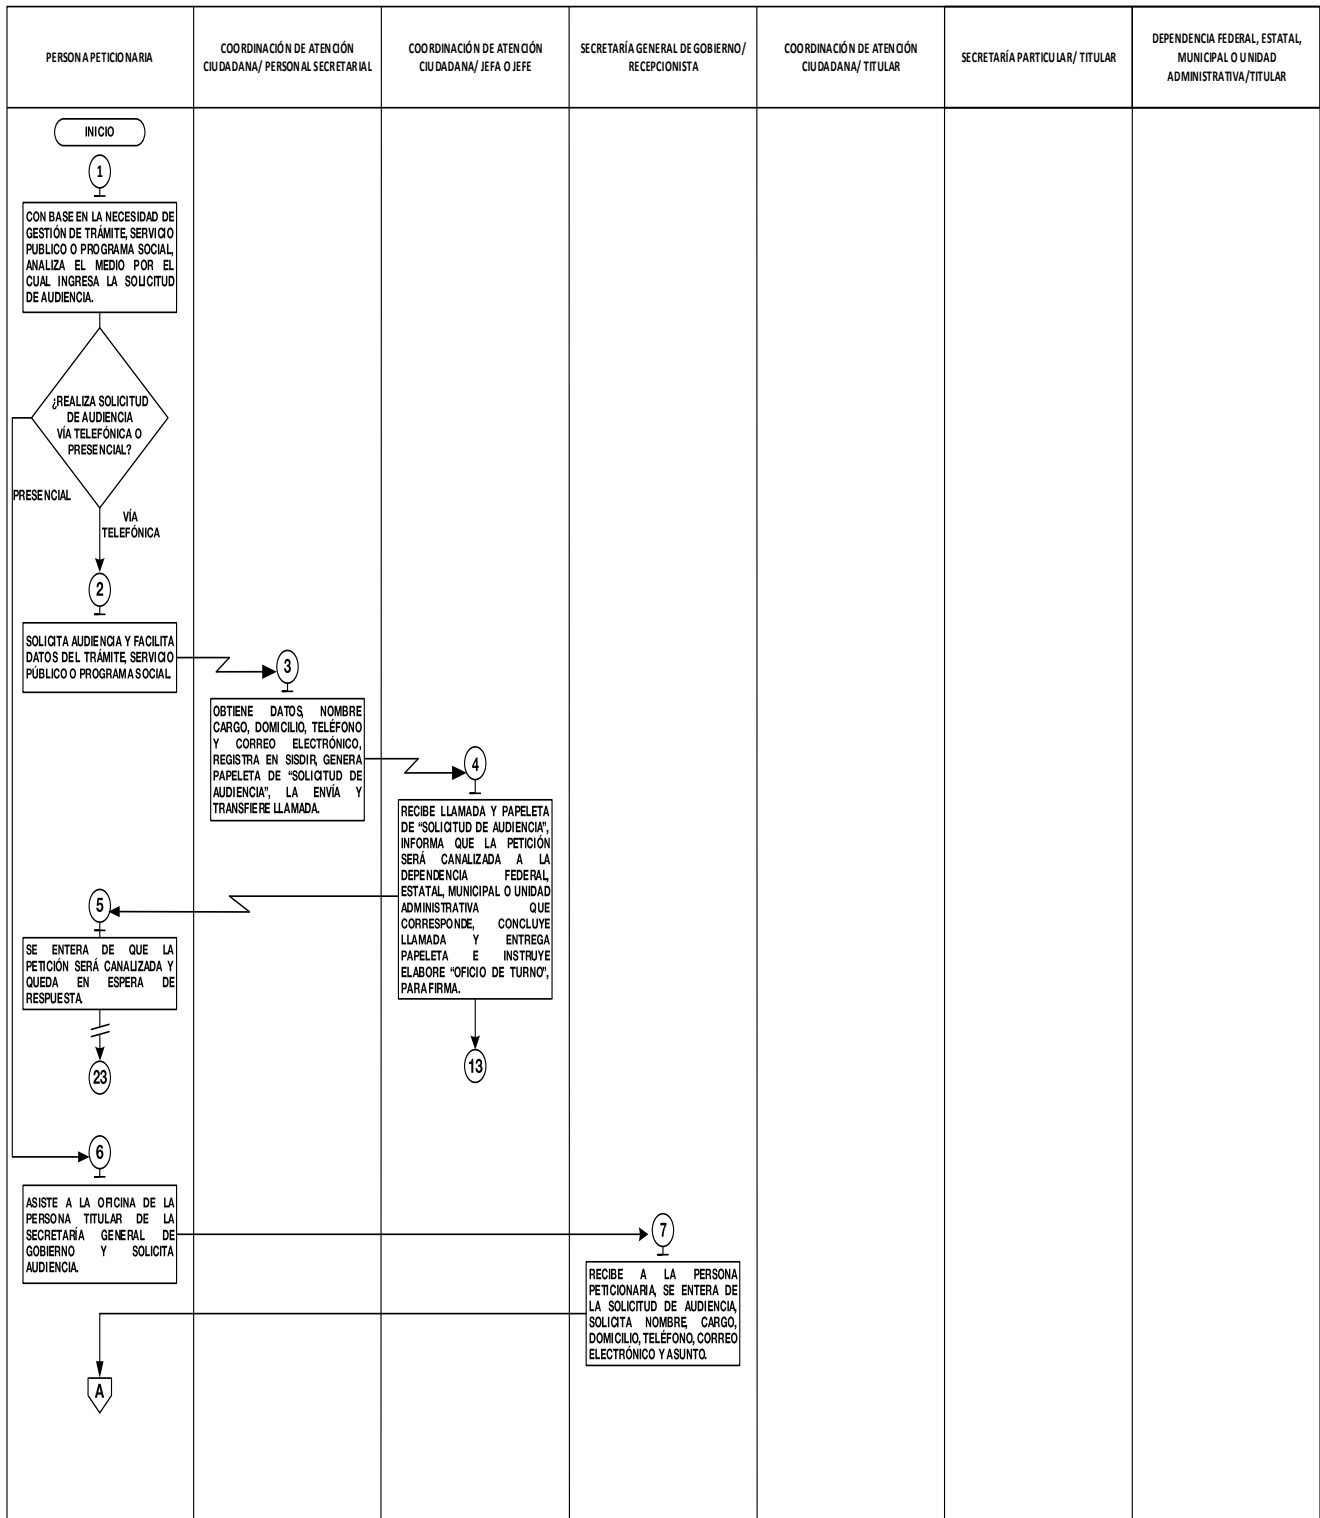 PERSONA PETICIONARIA
COORDINACIÓN DE ATENCIÓN
CIUDADANA/ PERSONAL SECRETARIAL
COORDINACIÓN DE ATENCIÓN
CIUDADANA/ JEFA O JEFE
SECRETARÍA GENERAL DE GOBIERNO/
RECEPCIONISTA
COORDINACIÓN DE ATENCIÓN
CIUDADANA/ TITULAR
SECRETARÍA PARTICULAR/ TITULAR
DEPENDENCIA FEDERAL, ESTATAL,
MUNICIPAL O UNIDAD
ADMINISTRATIVA/TITULAR
INICIO
1
CON BASE EN LA NECESIDAD DE
GESTIÓN DE TRÁMITE, SERVICIO
PUBLICO O PROGRAMA SOCIAL,
ANALIZA EL MEDIO POR EL
CUAL INGRESA LA SOLICITUD
DE AUDIENCIA.
¿REALIZA SOLICITUD
DE AUDIENCIA
VÍA TELEFÓNICA O
PRESENCIAL?
PRESENCIAL
VÍA
TELEFÓNICA
2
SOLICITA AUDIENCIA Y FACILITA
DATOS DEL TRÁMITE, SERVICIO
PÚBLICO O PROGRAMA SOCIAL.
3
OBTIENE DATOS, NOMBRE
CARGO, DOMICILIO, TELÉFONO
Y CORREO ELECTRÓNICO,
REGISTRA EN SISDIR, GENERA
PAPELETA DE “SOLICITUD DE
AUDIENCIA”, LA ENVÍA Y
TRANSFIERE LLAMADA.
4
RECIBE LLAMADA Y PAPELETA
DE “SOLICITUD DE AUDIENCIA”,
INFORMA QUE LA PETICIÓN
SERÁ CANALIZADA A LA
DEPENDENCIA FEDERAL,
ESTATAL, MUNICIPAL O UNIDAD
ADMINISTRATIVA QUE
CORRESPONDE, CONCLUYE
LLAMADA Y ENTREGA
PAPELETA E INSTRUYE
ELABORE “OFICIO DE TURNO”,
PARA FIRMA.
13
5
SE ENTERA DE QUE LA
PETICIÓN SERÁ CANALIZADA Y
QUEDA EN ESPERA DE
RESPUESTA.
23
6
ASISTE A LA OFICINA DE LA
PERSONA TITULAR DE LA
SECRETARÍA GENERAL DE
GOBIERNO Y SOLICITA
AUDIENCIA.
7
RECIBE A LA PERSONA
PETICIONARIA, SE ENTERA DE
LA SOLICITUD DE AUDIENCIA,
SOLICITA NOMBRE, CARGO,
DOMICILIO, TELÉFONO, CORREO
ELECTRÓNICO Y ASUNTO.
A